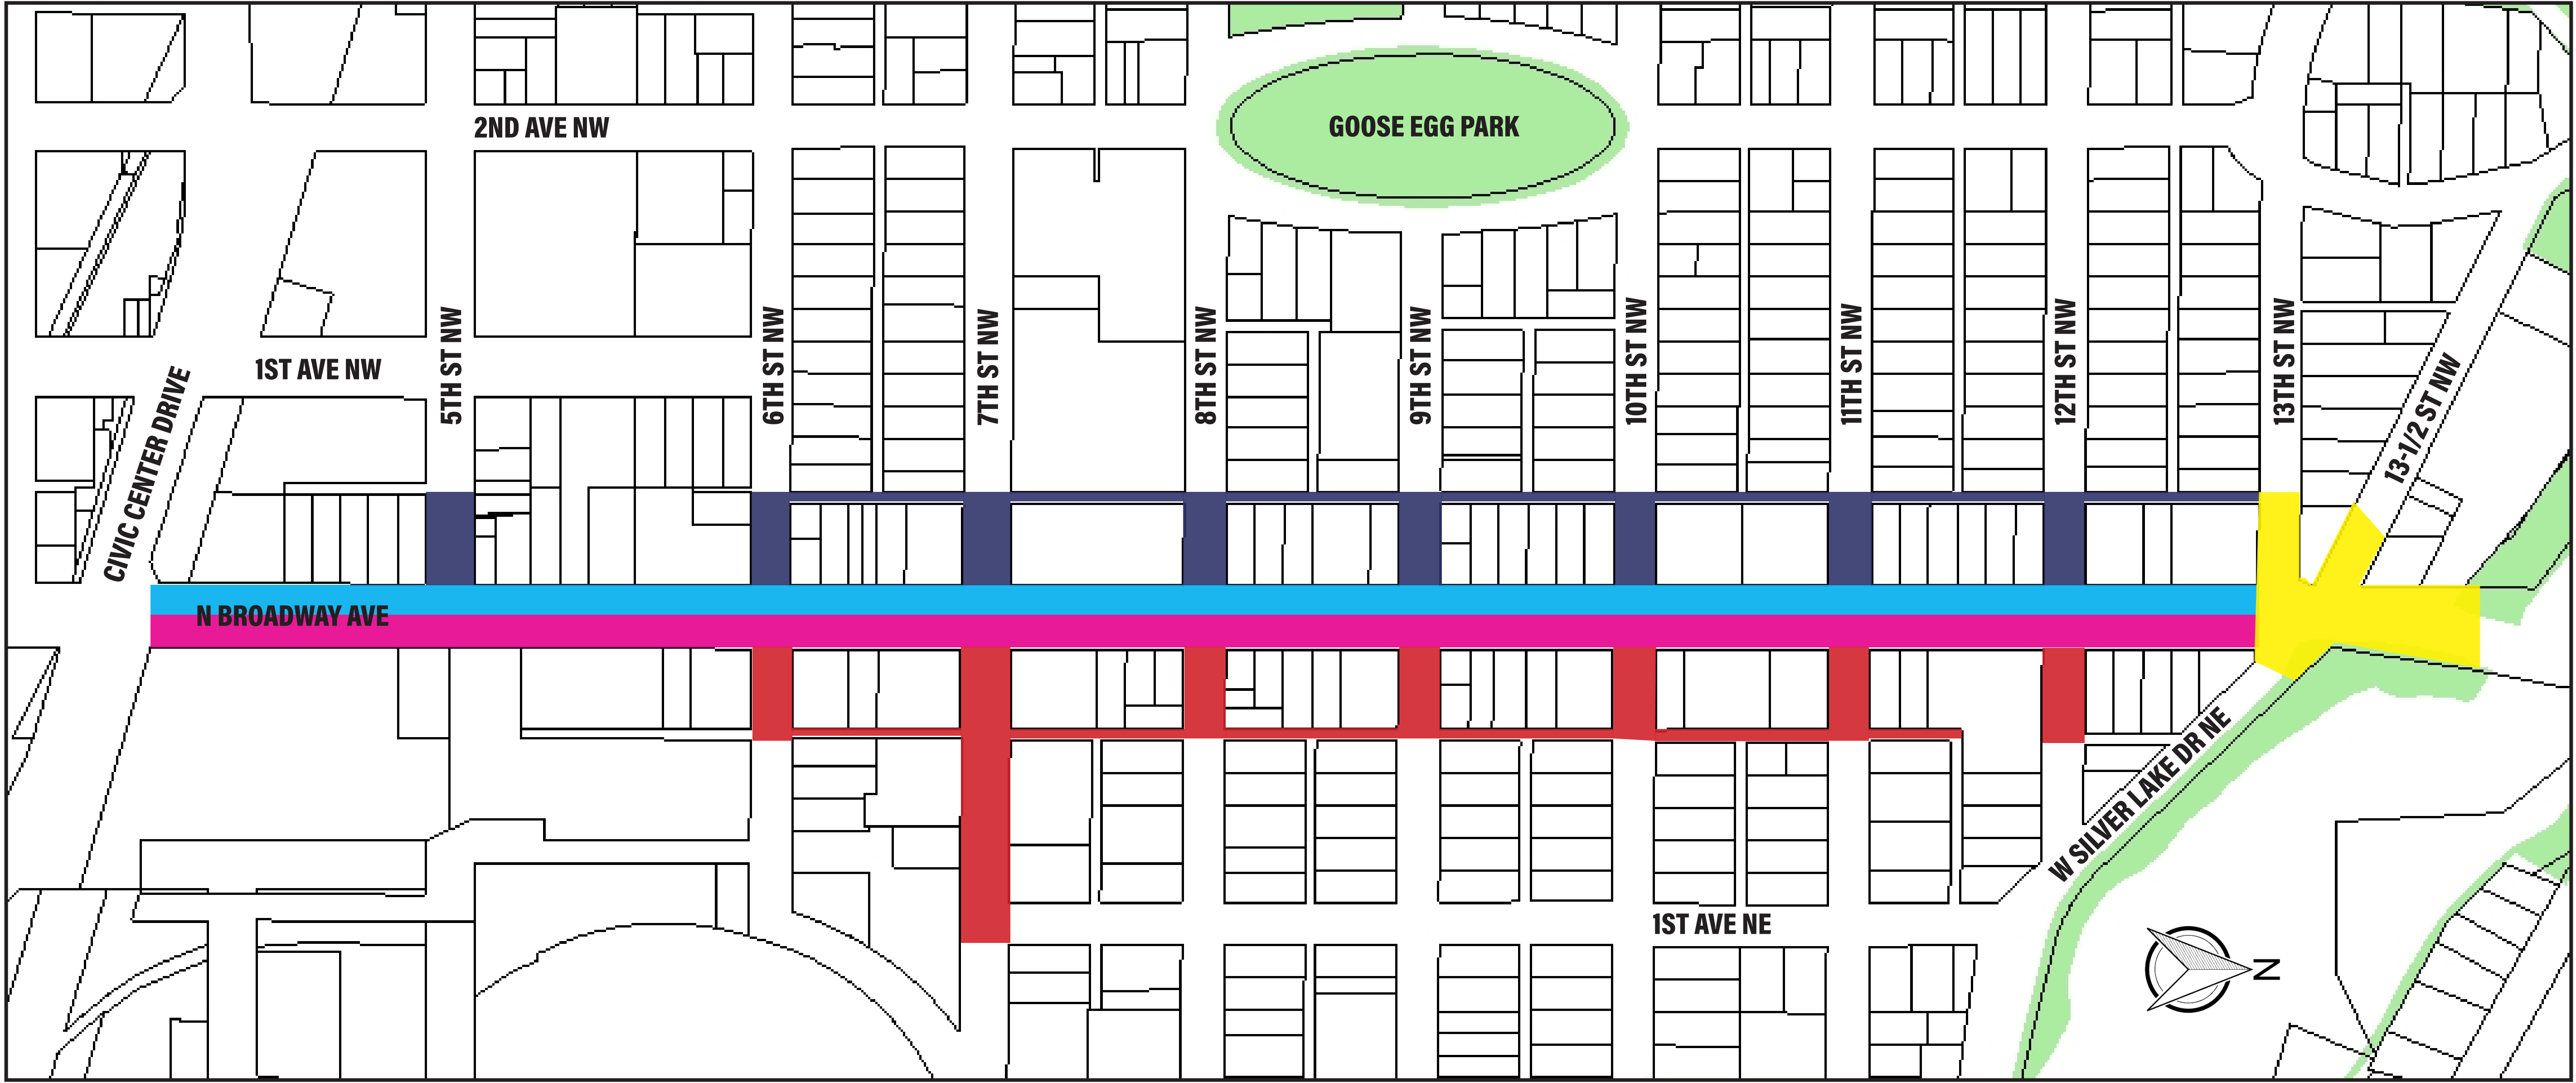 2ND AVE NW
GOOSE EGG PARK
1ST AVE NW
CIVIC CENTER DRIVE
5TH ST NW
6TH ST NW
7TH ST NW
8TH ST NW
9TH ST NW
10TH ST NW
11TH ST NW
12TH ST NW
13TH ST NW
13-1/2 ST NW
N BROADWAY AVE
W SILVER LAKE DR NE
1ST AVE NE
N